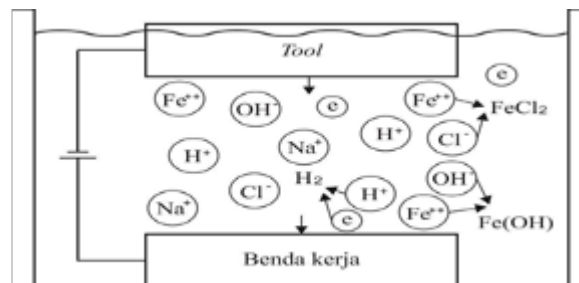 Tool
e
Fe⁺⁺
OH⁻
e
Fe⁺⁺
FeCl₂
H⁺
Na⁺
H⁺
Cl⁻
H₂
OH⁻
Na⁺
Cl⁻
H⁺
e
Fe⁺⁺
Fe(OH)
Benda kerja